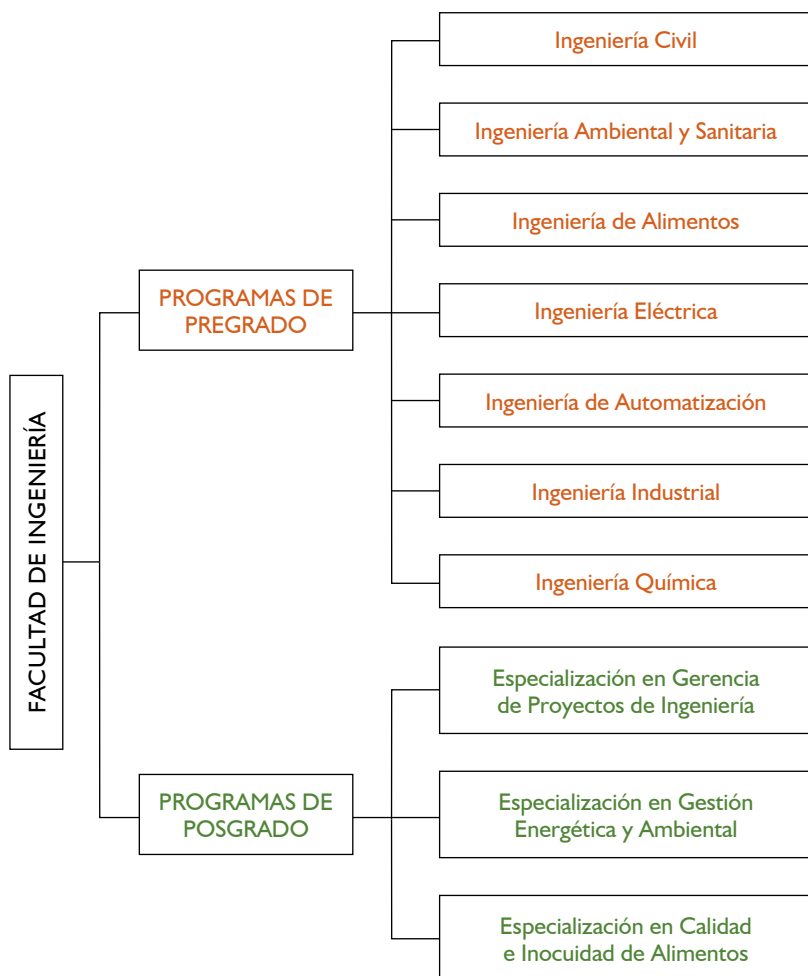 FACULTAD DE INGENIERÍA
PROGRAMAS DE
PREGRADO
Ingeniería Civil
Ingeniería Ambiental y Sanitaria
Ingeniería de Alimentos
Ingeniería Eléctrica
Ingeniería de Automatización
Ingeniería Industrial
Ingeniería Química
PROGRAMAS DE
POSGRADO
Especialización en Gerencia
de Proyectos de Ingeniería
Especialización en Gestión
Energética y Ambiental
Especialización en Calidad
e Inocuidad de Alimentos